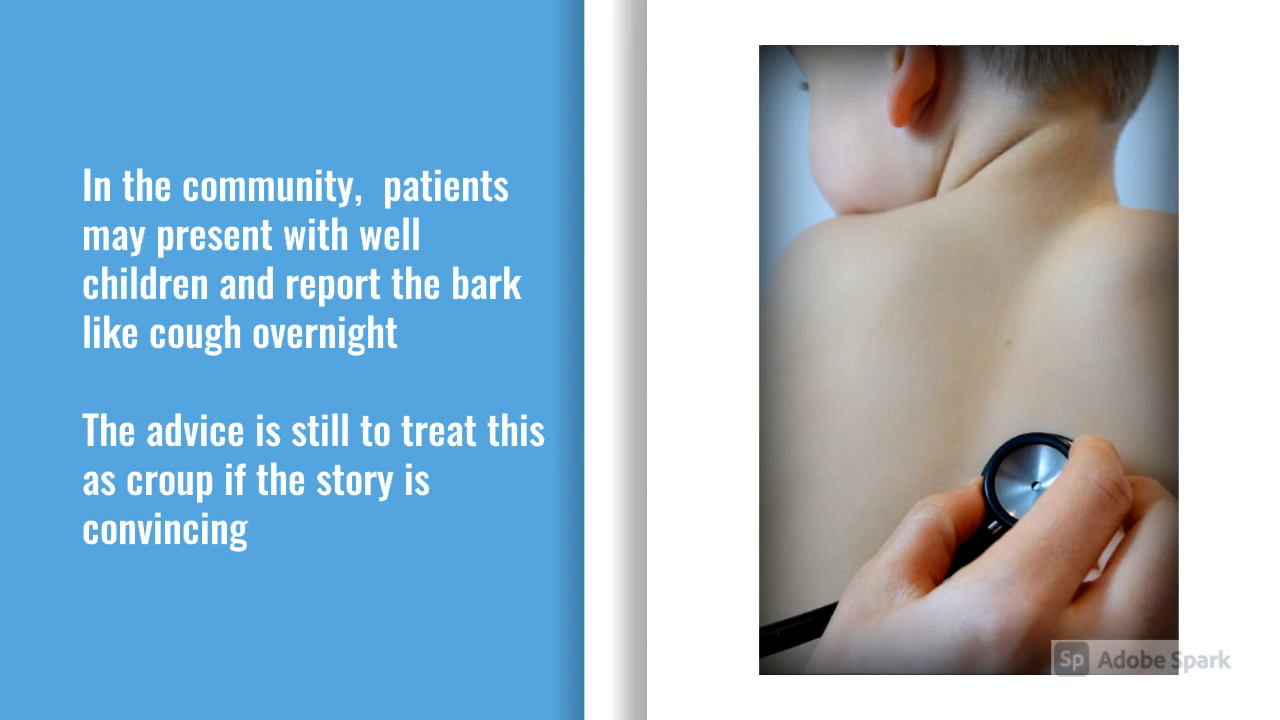 In the community,  patients
may present with well
children and report the bark
like cough overnight
The advice is still to treat this
as croup if the story is
convincing
Sp Adobe Spark